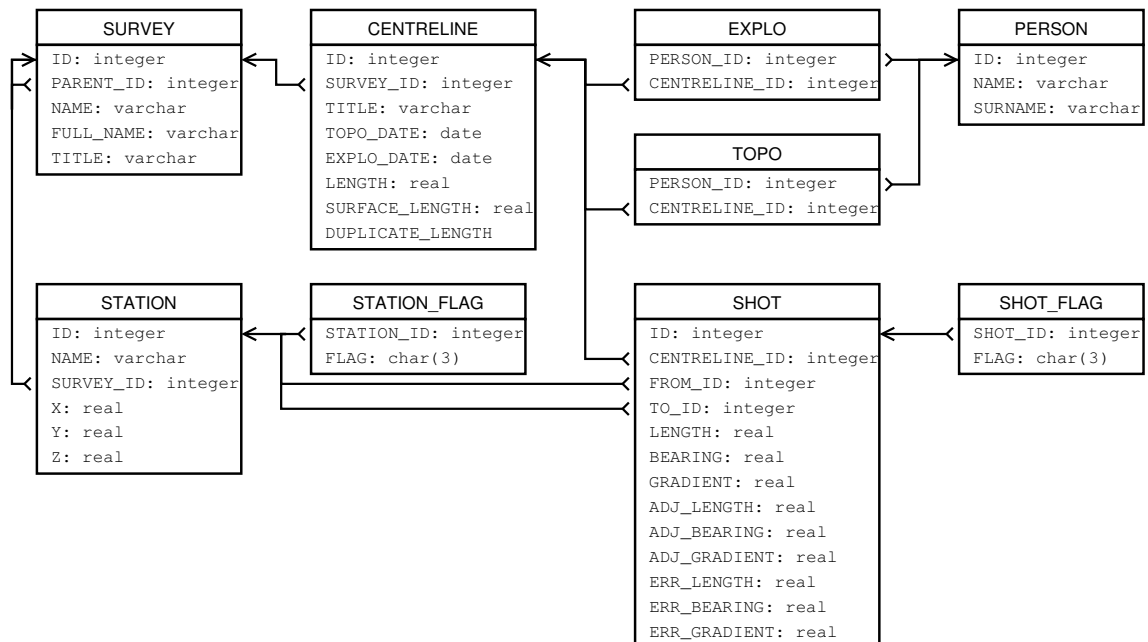 SURVEY
ID: integer
PARENT_ID: integer
NAME: varchar
FULL_NAME: varchar
TITLE: varchar
CENTRELINE
ID: integer
SURVEY_ID: integer
TITLE: varchar
TOPO_DATE: date
EXPLO_DATE: date
LENGTH: real
SURFACE_LENGTH: real
DUPLICATE_LENGTH
EXPLO
PERSON_ID: integer
CENTRELINE_ID: integer
PERSON
ID: integer
NAME: varchar
SURNAME: varchar
TOPO
PERSON_ID: integer
CENTRELINE_ID: integer
STATION
ID: integer
NAME: varchar
SURVEY_ID: integer
X: real
Y: real
Z: real
STATION_FLAG
STATION_ID: integer
FLAG: char(3)
SHOT
ID: integer
CENTRELINE_ID: integer
FROM_ID: integer
TO_ID: integer
LENGTH: real
BEARING: real
GRADIENT: real
ADJ_LENGTH: real
ADJ_BEARING: real
ADJ_GRADIENT: real
ERR_LENGTH: real
ERR_BEARING: real
ERR_GRADIENT: real
SHOT_FLAG
SHOT_ID: integer
FLAG: char(3)